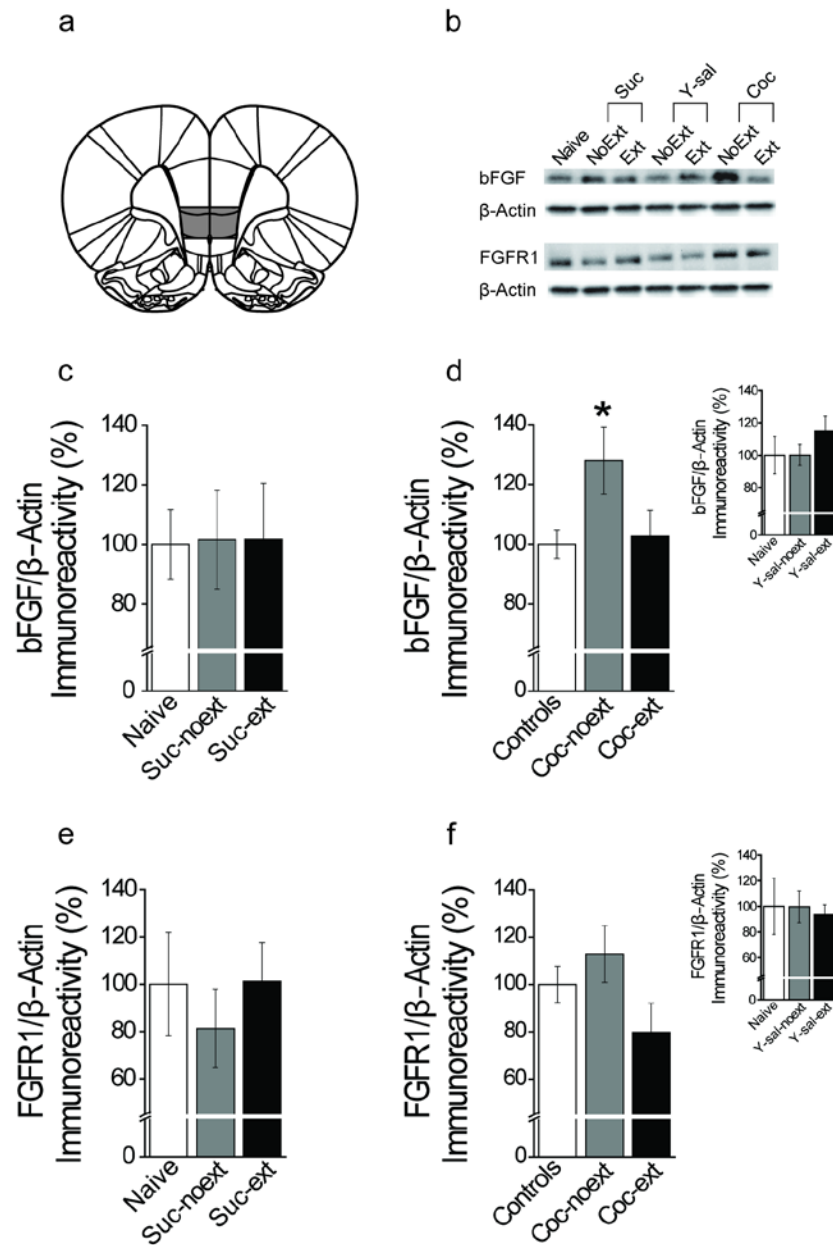 a
b
Suc
Y-sal
Coc
Naive
NoExt
Ext
NoExt
Ext
NoExt
Ext
bFGF
β-Actin
FGFR1
β-Actin
c
bFGF/β-Actin
Immunoreactivity (%)
140
120
100
80
0
Naive
Suc-noext
Suc-ext
d
bFGF/β-Actin
Immunoreactivity (%)
140
120
100
80
0
*
Controls
Coc-noext
Coc-ext
bFGF/β-Actin
Immunoreactivity (%)
140
120
100
80
0
Naive
Y-sal-noext
Y-sal-ext
e
FGFR1/β-Actin
Immunoreactivity (%)
140
120
100
80
60
0
Naive
Suc-noext
Suc-ext
f
FGFR1/β-Actin
Immunoreactivity (%)
140
120
100
80
60
0
Controls
Coc-noext
Coc-ext
FGFR1/β-Actin
Immunoreactivity (%)
140
120
100
80
60
0
Naive
Y-sal-noext
Y-sal-ext